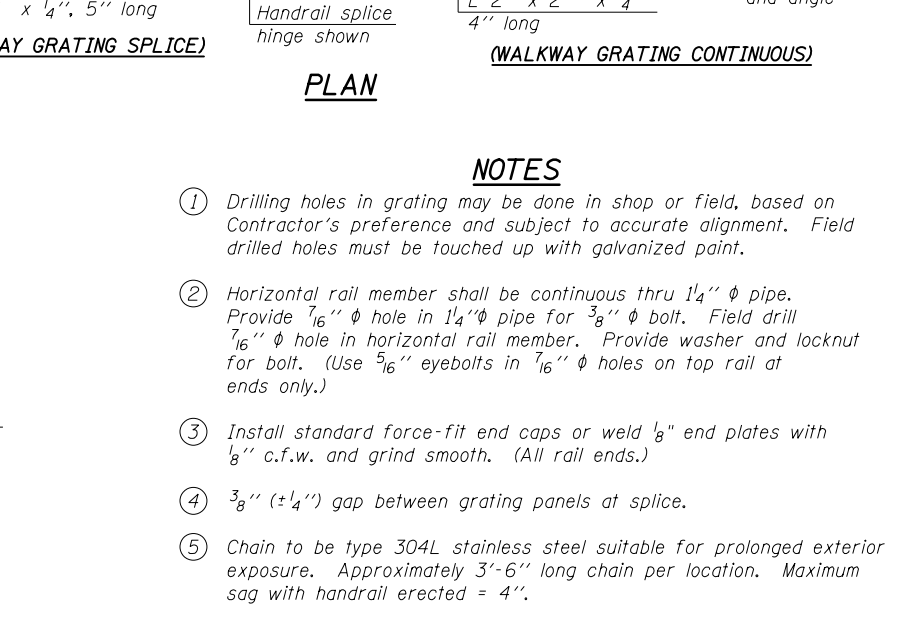 x 1/4'', 5'' long
AY GRATING SPLICE)
Handrail splice
hinge shown
4'' long
(WALKWAY GRATING CONTINUOUS)
PLAN
NOTES
1 Drilling holes in grating may be done in shop or field, based on
Contractor's preference and subject to accurate alignment. Field
drilled holes must be touched up with galvanized paint.
2 Horizontal rail member shall be continuous thru 1 1/4'' ϕ pipe.
Provide 7/16'' ϕ hole in 1 1/4''ϕ pipe for 3/8'' ϕ bolt. Field drill
7/16'' ϕ hole in horizontal rail member. Provide washer and locknut
for bolt. (Use 5/16'' eyebolts in 7/16'' ϕ holes on top rail at
ends only.)
3 Install standard force-fit end caps or weld 1/8" end plates with
1/8'' c.f.w. and grind smooth. (All rail ends.)
4 3/8'' (±1/4'') gap between grating panels at splice.
5 Chain to be type 304L stainless steel suitable for prolonged exterior
exposure. Approximately 3'-6'' long chain per location. Maximum
sag with handrail erected = 4''.